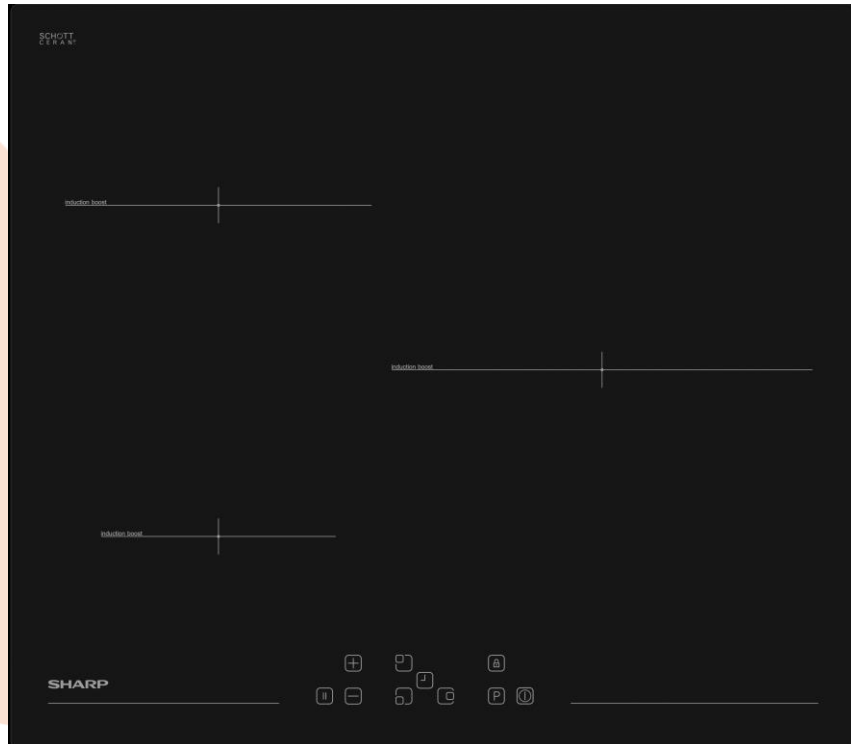 SCHOTT
CERAN®
induction boost
induction boost
induction boost
SHARP
P